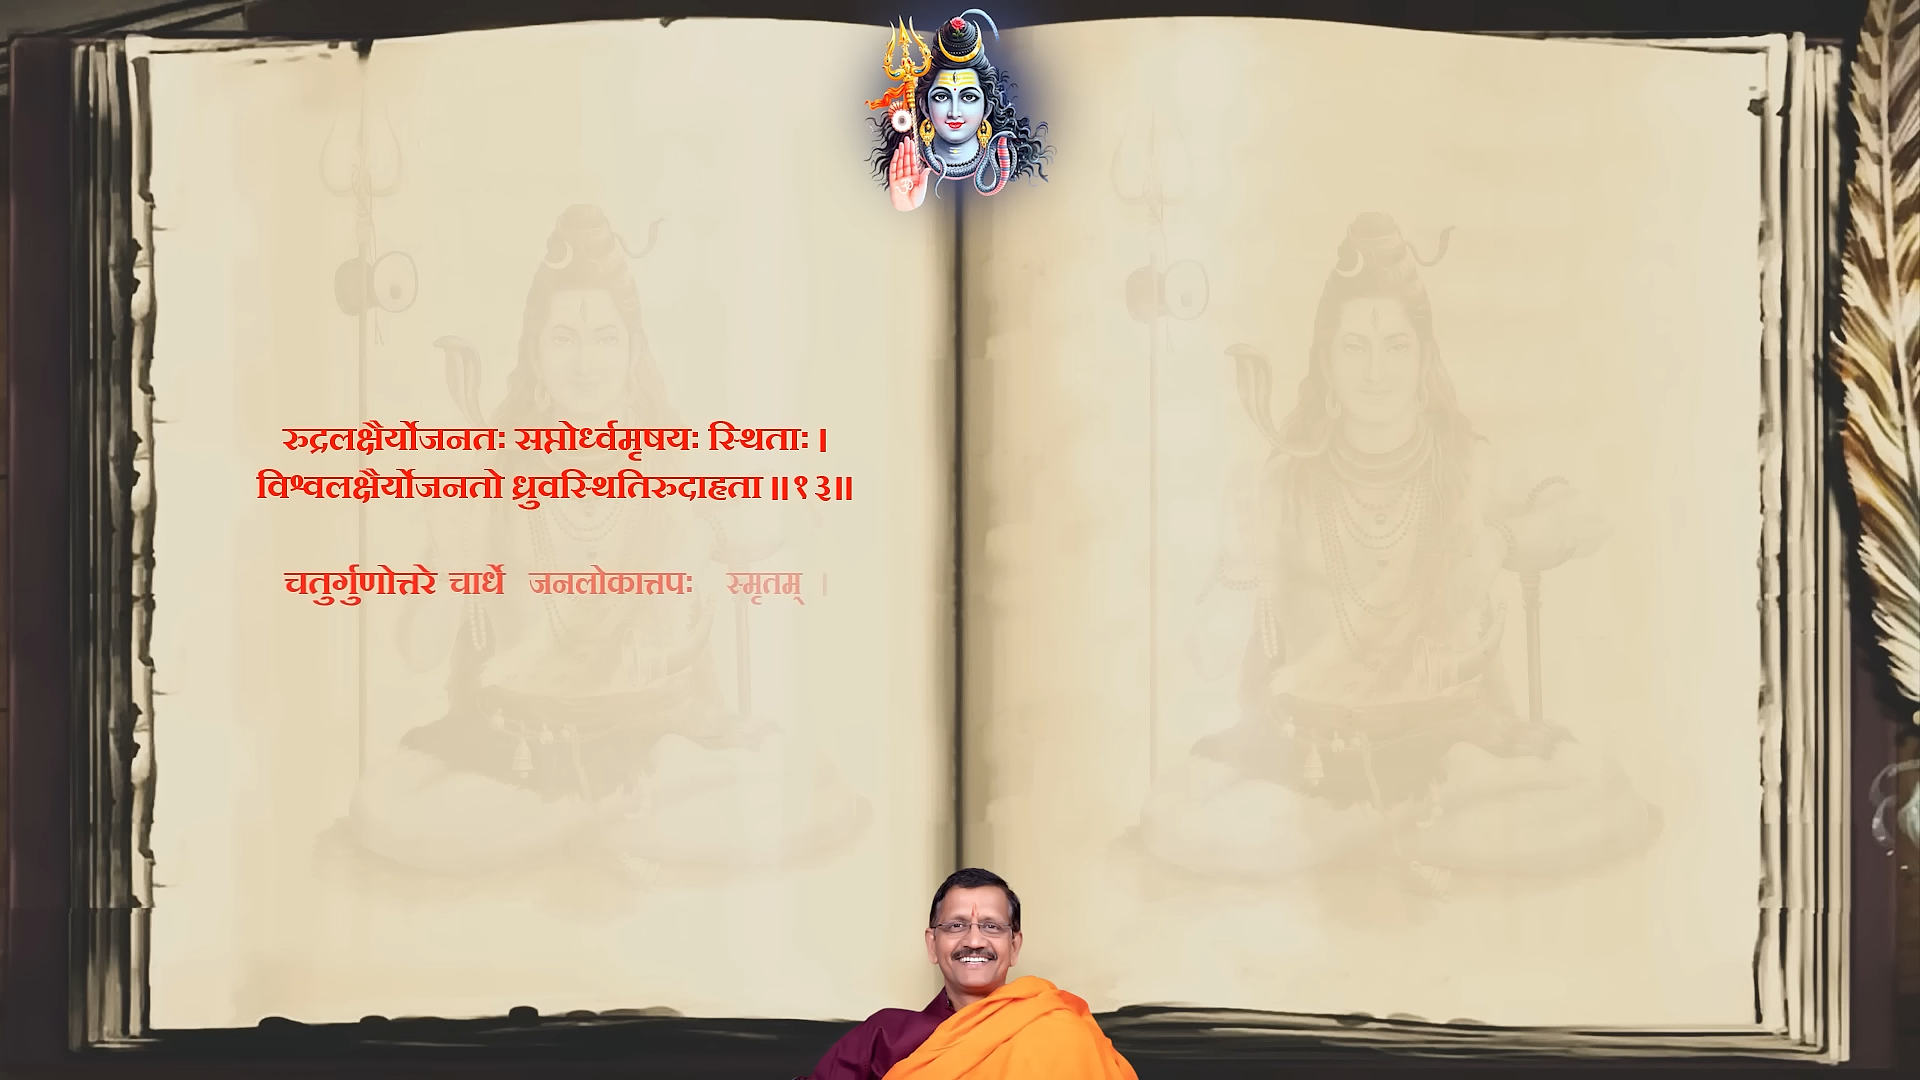 रुद्रलक्षैर्योजनतः सप्तोर्ध्वमृषयः स्थिताः ।
विश्वलक्षैर्योजनतो ध्रुवस्थितिरुदाहृता ॥१३॥
चतुर्गुणोत्तरे चार्धे जनलोकात्तपः स्मृतम् ।